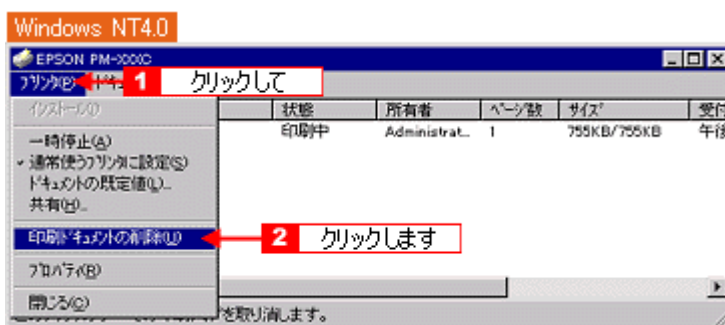 Windows NT4.0
EPSON PM-XXXC
プリンタ(P)
1 クリックして
状態 所有者 ページ数 サイズ 受付
印刷中 Administrat... 1 755KB/755KB 午後
インストール(I)
一時停止(A)
通常使うプリンタに設定(S)
ドキュメントの既定値(L)...
共有(H)...
印刷ドキュメントの削除(U)
2 クリックします
プロパティ(R)
閉じる(C)
を取り消します。